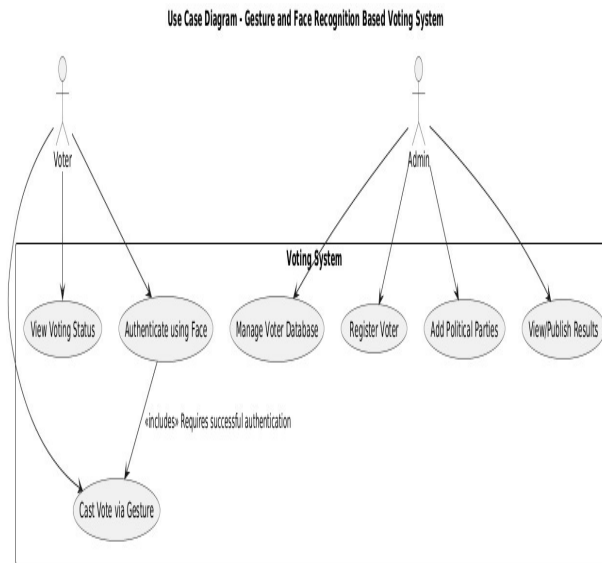 Use Case Diagram - Gesture and Face Recognition Based Voting System
Voter
Admin
Voting System
View Voting Status
Authenticate using Face
Manage Voter Database
Register Voter
Add Political Parties
View/Publish Results
«includes» Requires successful authentication
Cast Vote via Gesture